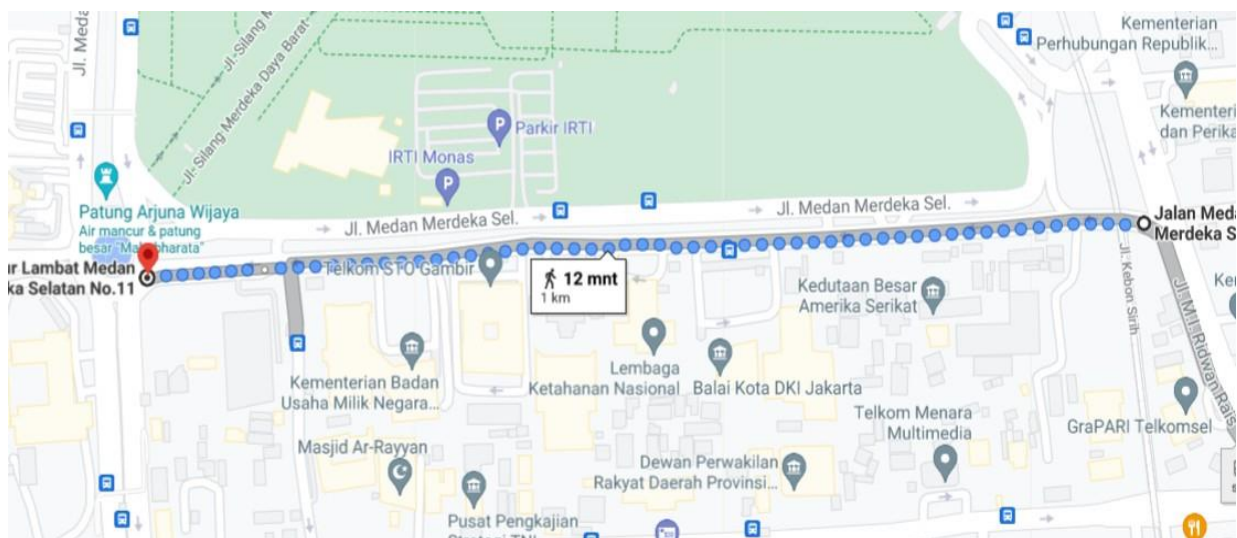 Jl. Meda
Jl.-Silang M
Jl.-Silang Merdeka Daya Barat
Kementerian
Perhubungan Republik...
Kementeri
dan Perika
Parkir IRTI
IRTI Monas
Patung Arjuna Wijaya
Air mancur & patung
besar
Jl. Medan Merdeka Sel.
Jl. Medan Merdeka Sel.
Jalan Meda
Merdeka S
ur Lambat Medan
ka Selatan No.11
Telkom STO Gambir
12 mnt
1 km
Kedutaan Besar
Amerika Serikat
Jl. Kebon Sirih
Jl. M.I. Ridwan Rais
Ke
Kementerian Badan
Usaha Milik Negara...
Lembaga
Ketahanan Nasional
Balai Kota DKI Jakarta
Telkom Menara
Multimedia
GraPARI Telkomsel
Masjid Ar-Rayyan
Dewan Perwakilan
Rakyat Daerah Provinsi...
Pusat Pengkajian